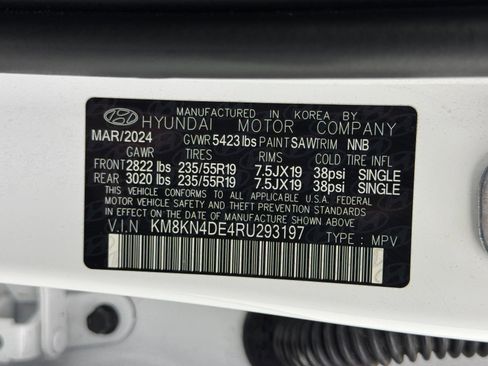 MANUFACTURED IN KOREA BY
HYUNDAI MOTOR COMPANY
MAR/2024 GVWR 5423 lbs PAINT SAW TRIM NNB
GAWR TIRES RIMS COLD TIRE INFL
FRONT 2822 lbs 235/55R19 7.5JX19 38psi SINGLE
REAR 3020 lbs 235/55R19 7.5JX19 38psi SINGLE
THIS VEHICLE CONFORMS TO ALL APPLICABLE U.S.A. FEDERAL
MOTOR VEHICLE SAFETY AND THEFT PREVENTION STANDARDS
IN EFFECT ON THE DATE OF MANUFACTURE SHOWN ABOVE.
V.I.N KM8KN4DE4RU293197 TYPE : MPV